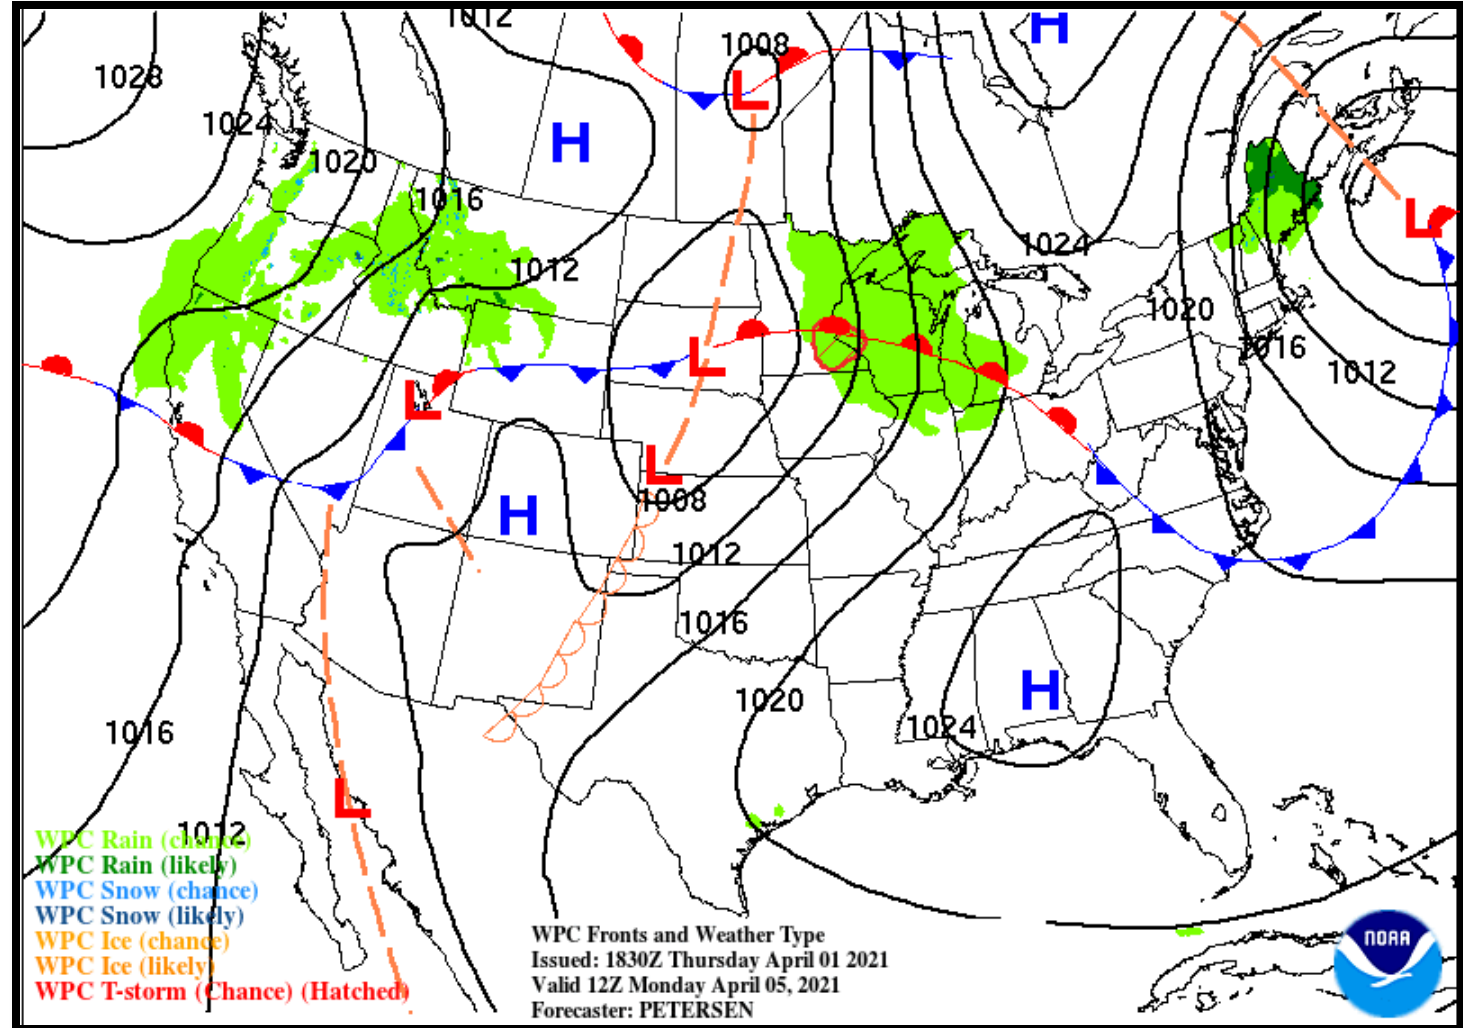 1012
H
1008
1028
L
1024
H
1020
1016
L
1024
1012
1020
1016
L
1012
L
L
1008
H
1012
1016
H
1020
1024
1016
L
1012
WPC Rain (chance)
WPC Rain (likely)
WPC Snow (chance)
WPC Snow (likely)
WPC Ice (chance)
WPC Ice (likely)
WPC T-storm (Chance) (Hatched)
WPC Fronts and Weather Type
Issued: 1830Z Thursday April 01 2021
Valid 12Z Monday April 05, 2021
Forecaster: PETERSEN
NOAA